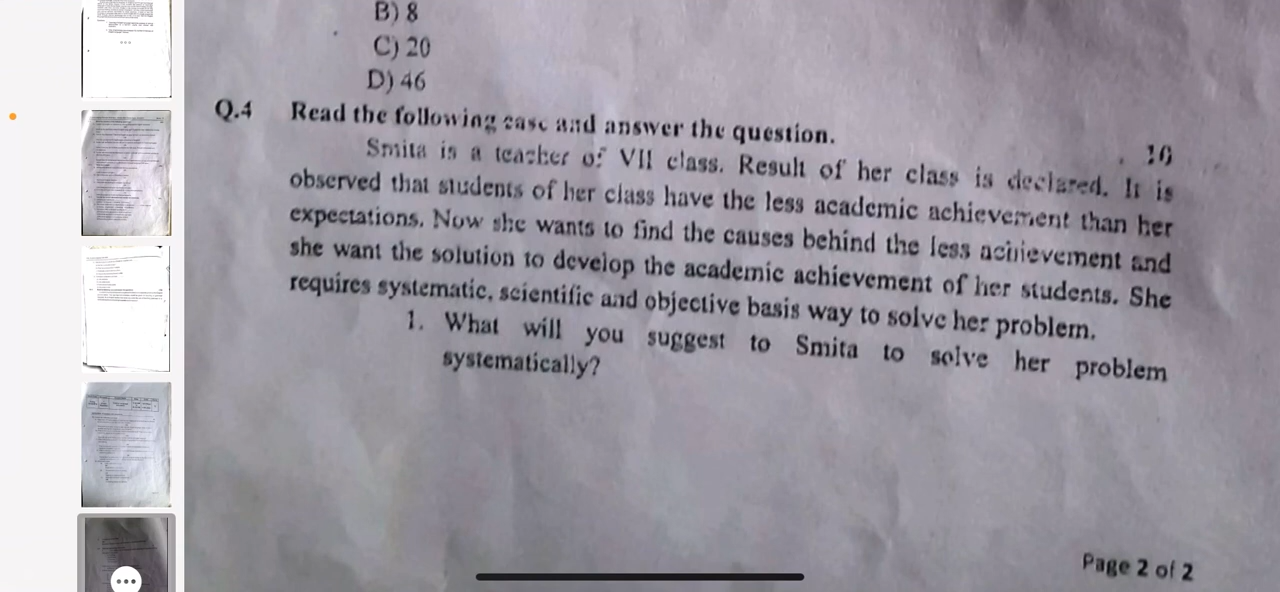 B) 8
C) 20
D) 46
Q.4 Read the following case and answer the question.
10
Smita is a teacher of VII class. Result of her class is declared. It is
observed that students of her class have the less academic achievement than her
expectations. Now she wants to find the causes behind the less achievement and
she want the solution to develop the academic achievement of her students. She
requires systematic, scientific and objective basis way to solve her problem.
1. What will you suggest to Smita to solve her problem
systematically?
Page 2 of 2